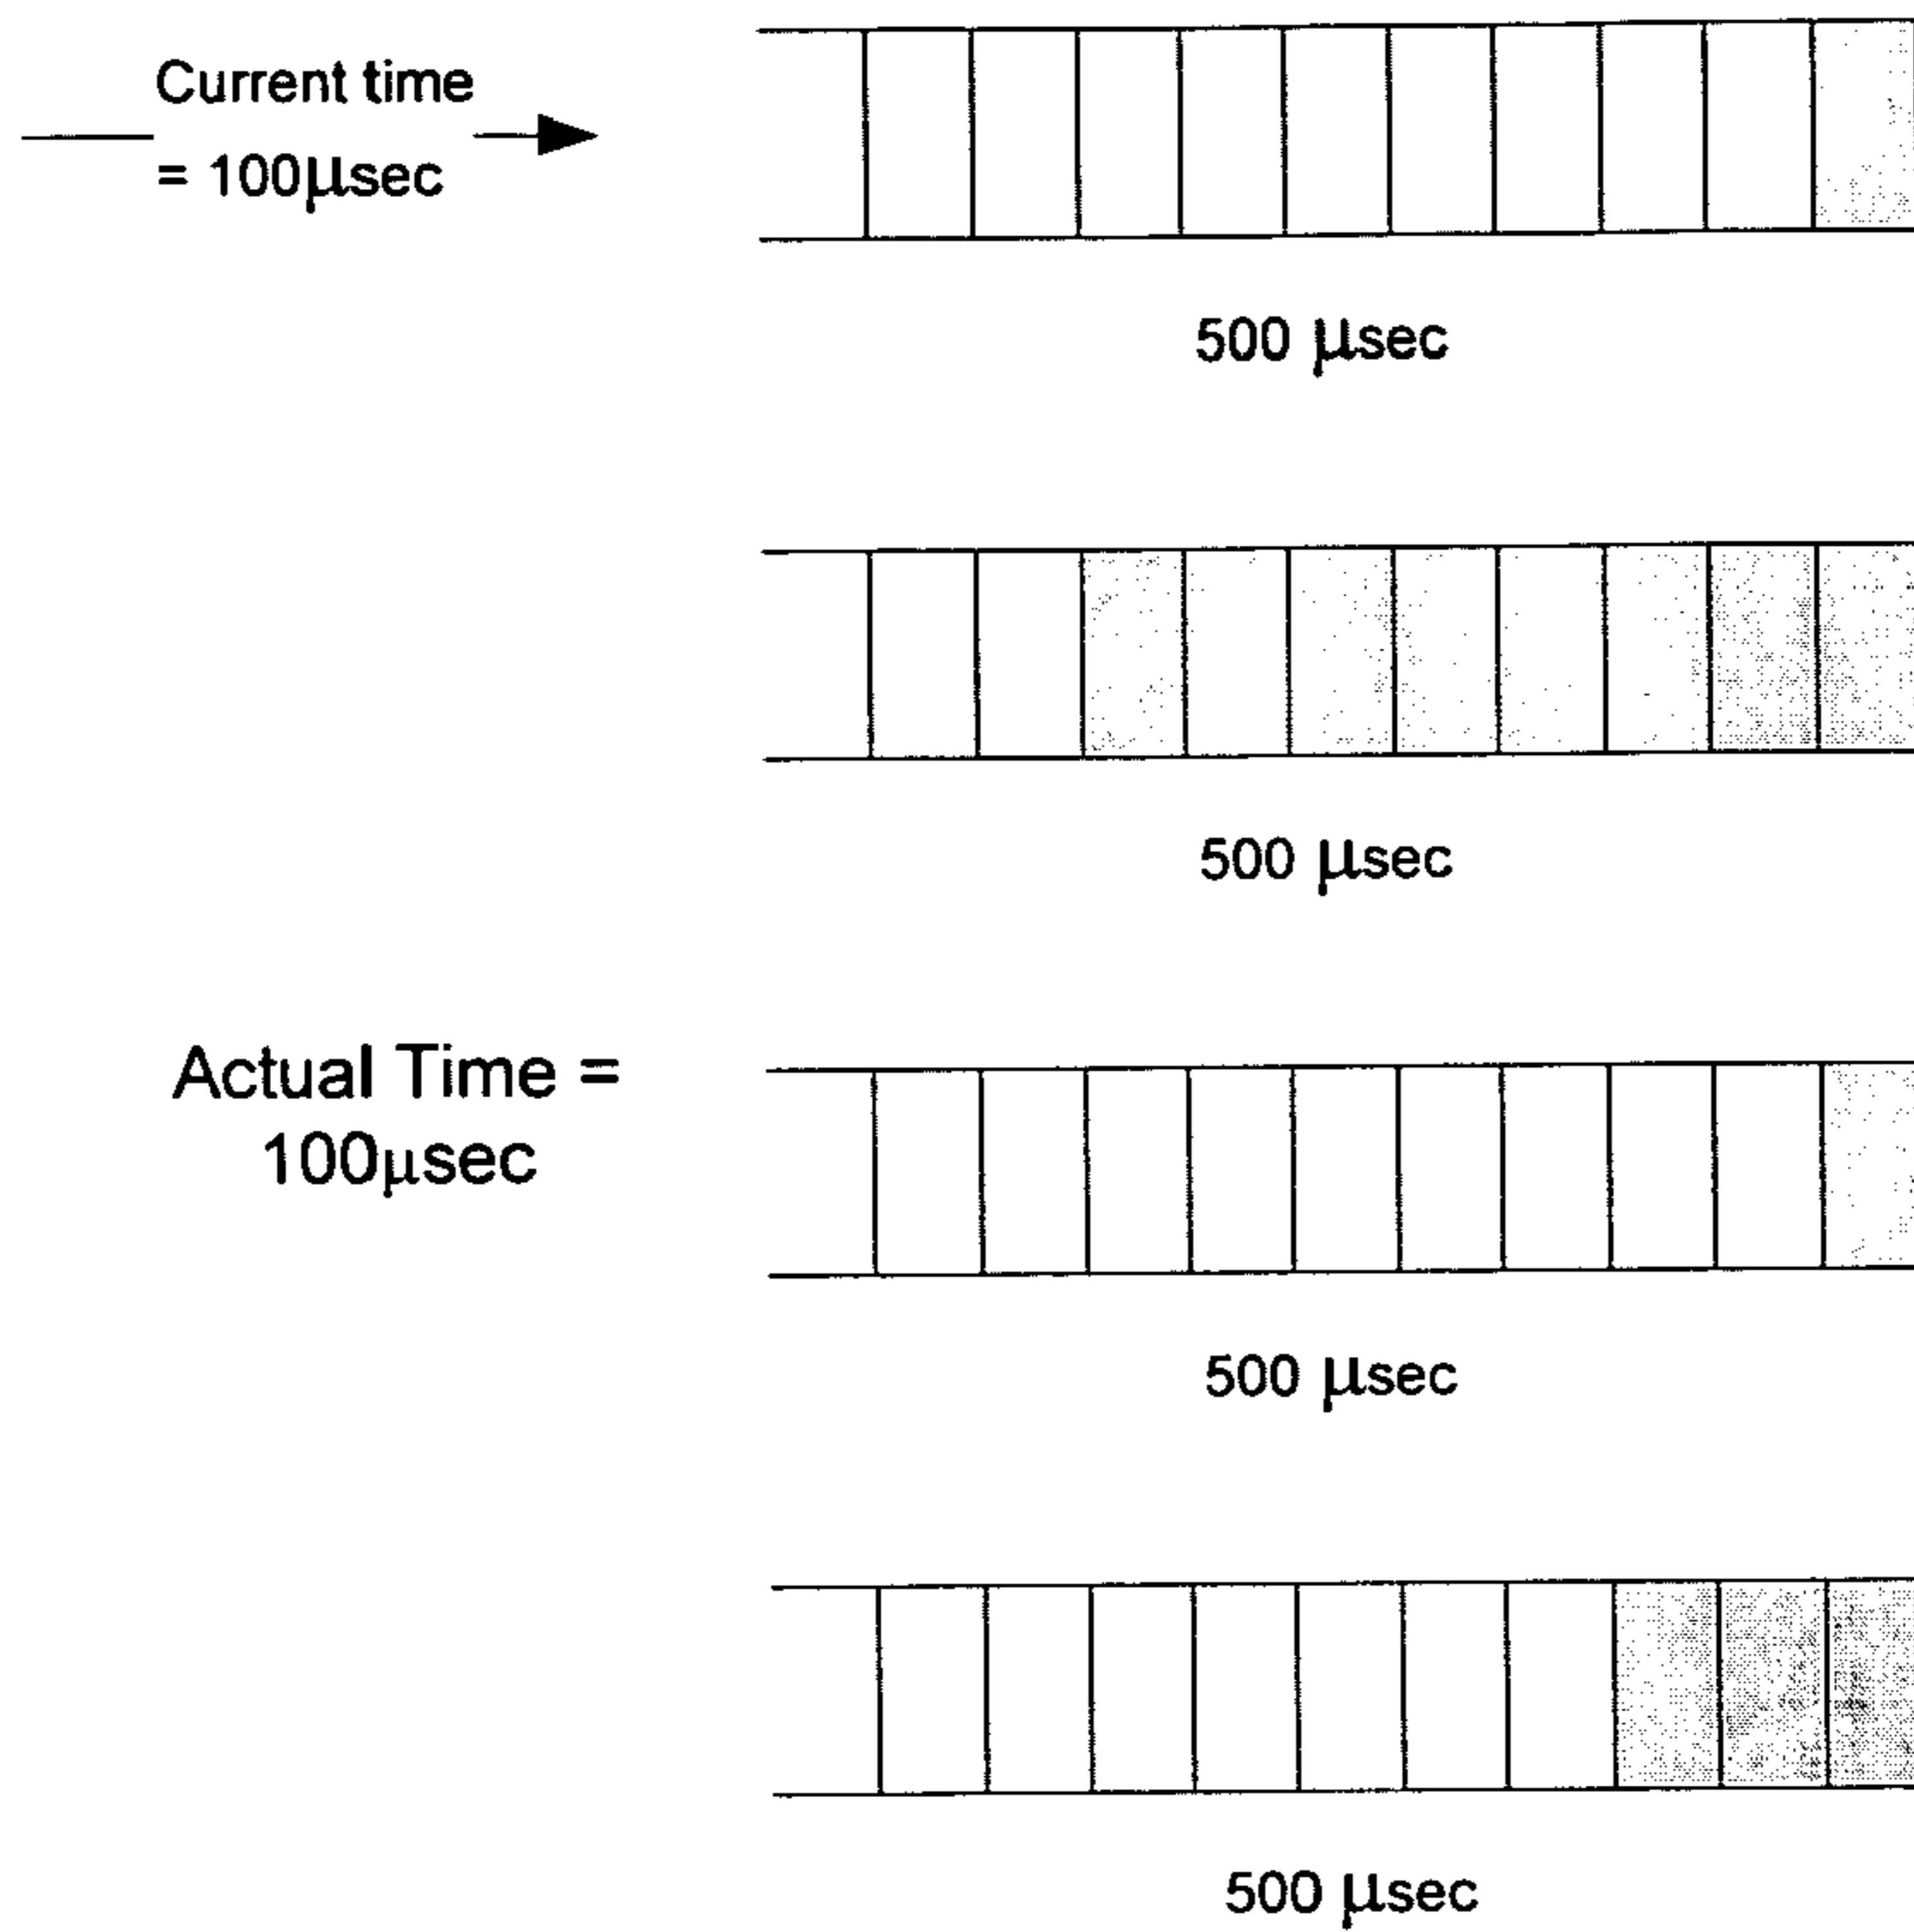 Current time
= 100μsec
500 μsec
500 μsec
Actual Time =
100μsec
500 μsec
500 μsec